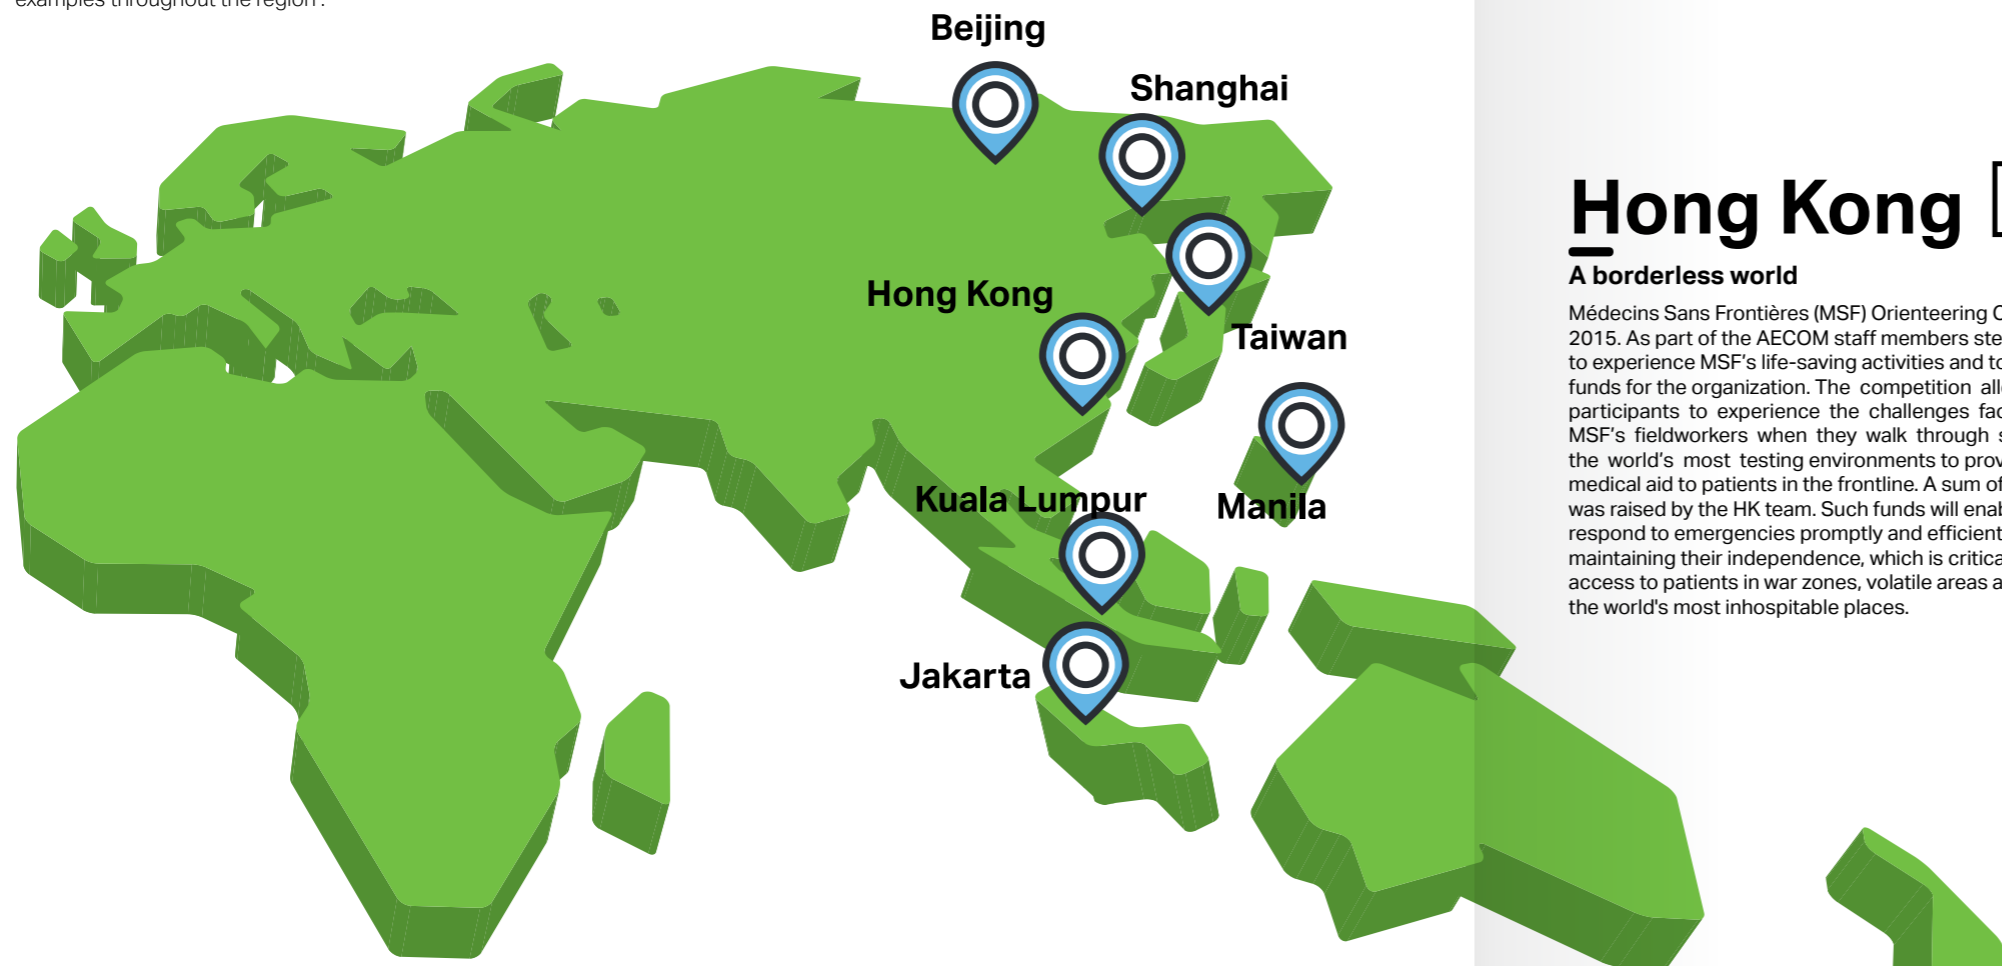 examples throughout the region .
Beijing
Shanghai
Hong Kong
Taiwan
Kuala Lumpur
Manila
Jakarta
Hong Kong
A borderless world
Médecins Sans Frontières (MSF) Orienteering
2015. As part of the AECOM staff members
to experience MSF's life-saving activities and
funds for the organization. The competition
participants to experience the challenges
MSF's fieldworkers when they walk through
the world's most testing environments to
medical aid to patients in the frontline. A sum of
was raised by the HK team. Such funds will
respond to emergencies promptly and
maintaining their independence, which is
access to patients in war zones, volatile areas
the world's most inhospitable places.